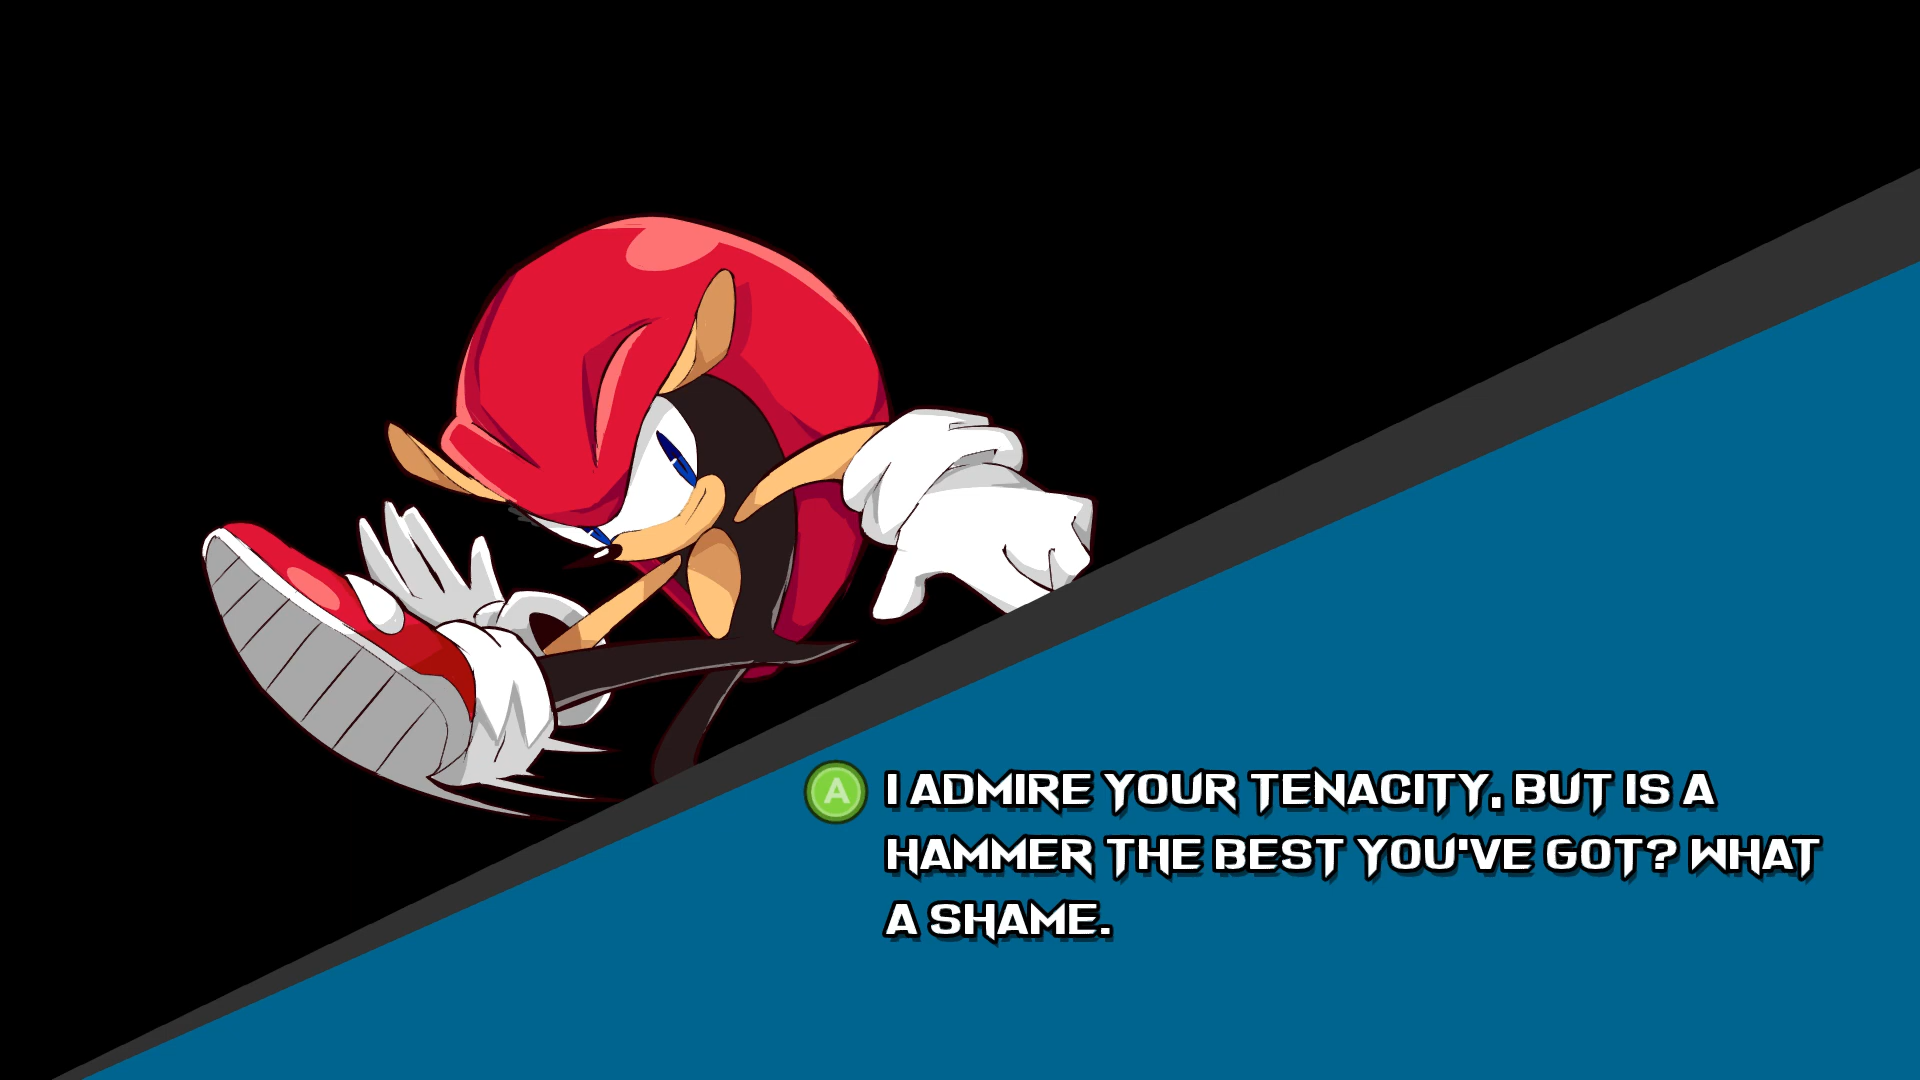 A I ADMIRE YOUR TENACITY. BUT IS A
HAMMER THE BEST YOU'VE GOT? WHAT
A SHAME.